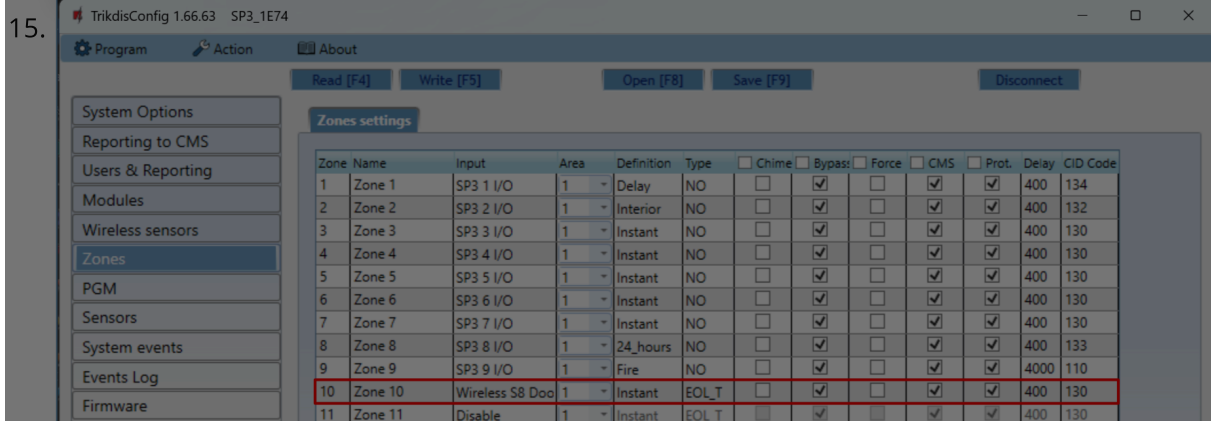 15.
TrikdisConfig 1.66.63 SP3_1E74
Program Action About
Read [F4] Write [F5] Open [F8] Save [F9] Disconnect
System Options
Reporting to CMS
Users & Reporting
Modules
Wireless sensors
Zones
PGM
Sensors
System events
Events Log
Firmware
Zones settings
Zone Name Input Area Definition Type Chime Bypass Force CMS Prot. Delay CID Code
1 Zone 1 SP3 1 I/O 1 Delay NO 400 134
2 Zone 2 SP3 2 I/O 1 Interior NO 400 132
3 Zone 3 SP3 3 I/O 1 Instant NO 400 130
4 Zone 4 SP3 4 I/O 1 Instant NO 400 130
5 Zone 5 SP3 5 I/O 1 Instant NO 400 130
6 Zone 6 SP3 6 I/O 1 Instant NO 400 130
7 Zone 7 SP3 7 I/O 1 Instant NO 400 130
8 Zone 8 SP3 8 I/O 1 24_hours NO 400 133
9 Zone 9 SP3 9 I/O 1 Fire NO 4000 110
10 Zone 10 Wireless S8 Doo 1 Instant EOL_T 400 130
11 Zone 11 Disable 1 Instant EOL_T 400 130